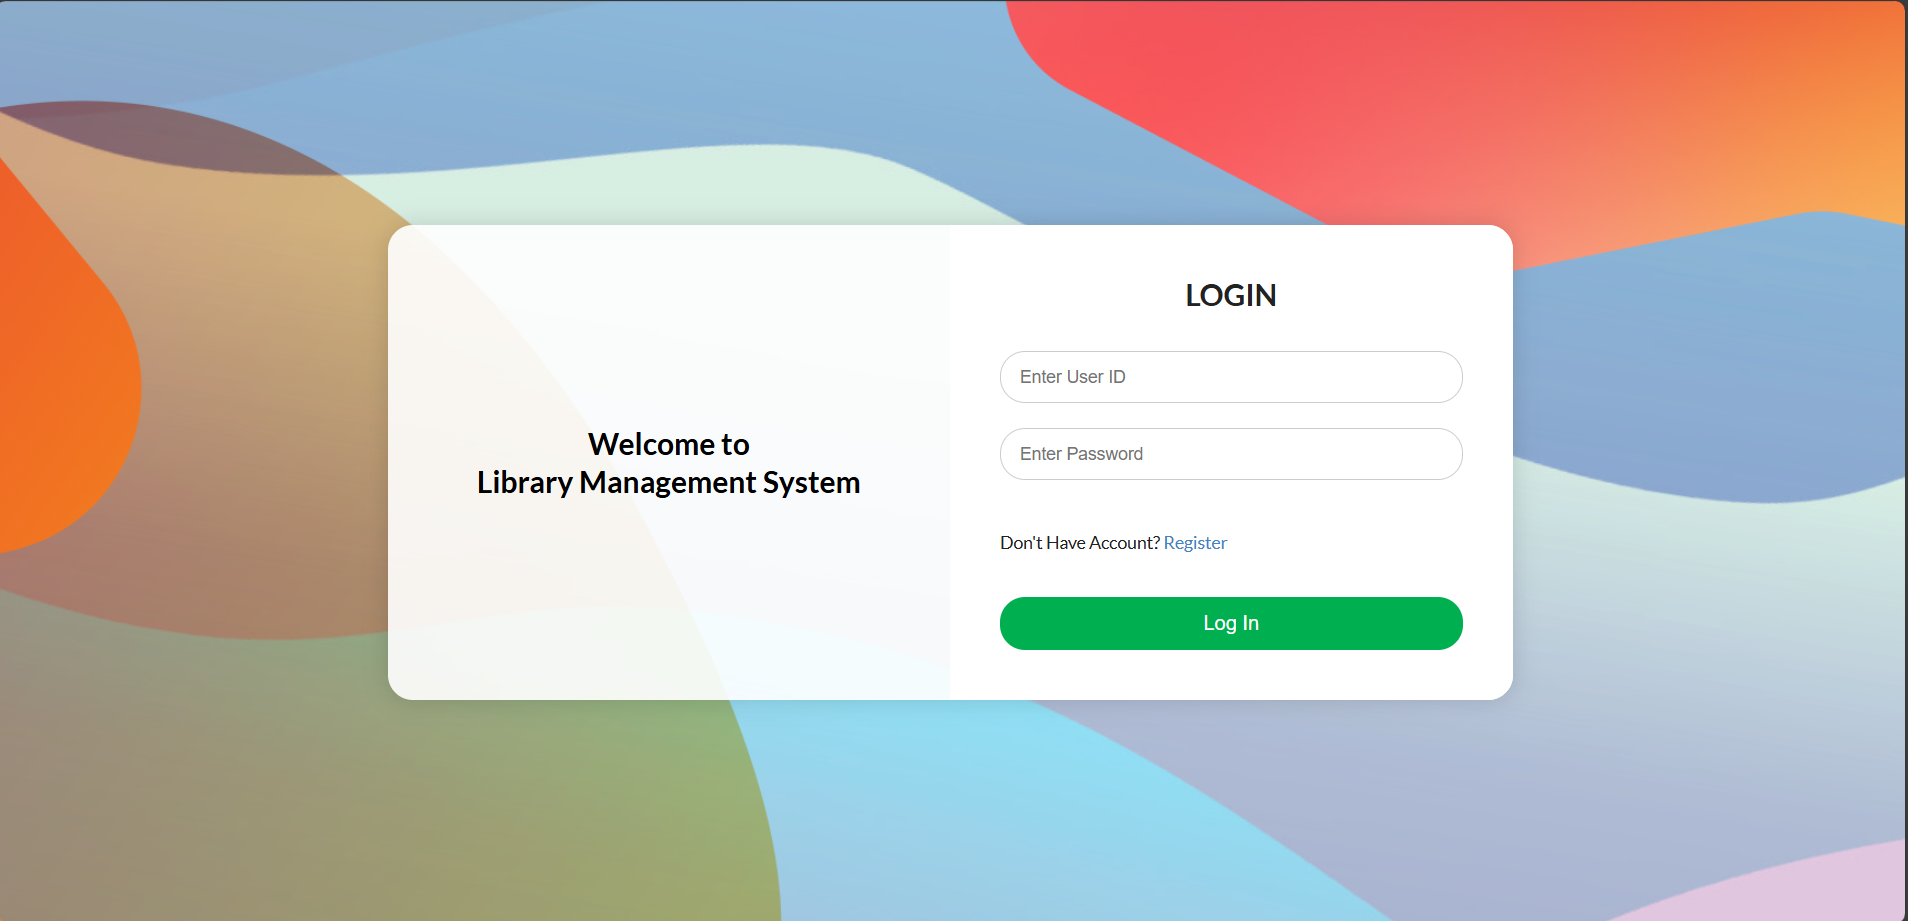 Welcome to
Library Management System
LOGIN
Enter User ID
Enter Password
Don't Have Account? Register
Log In